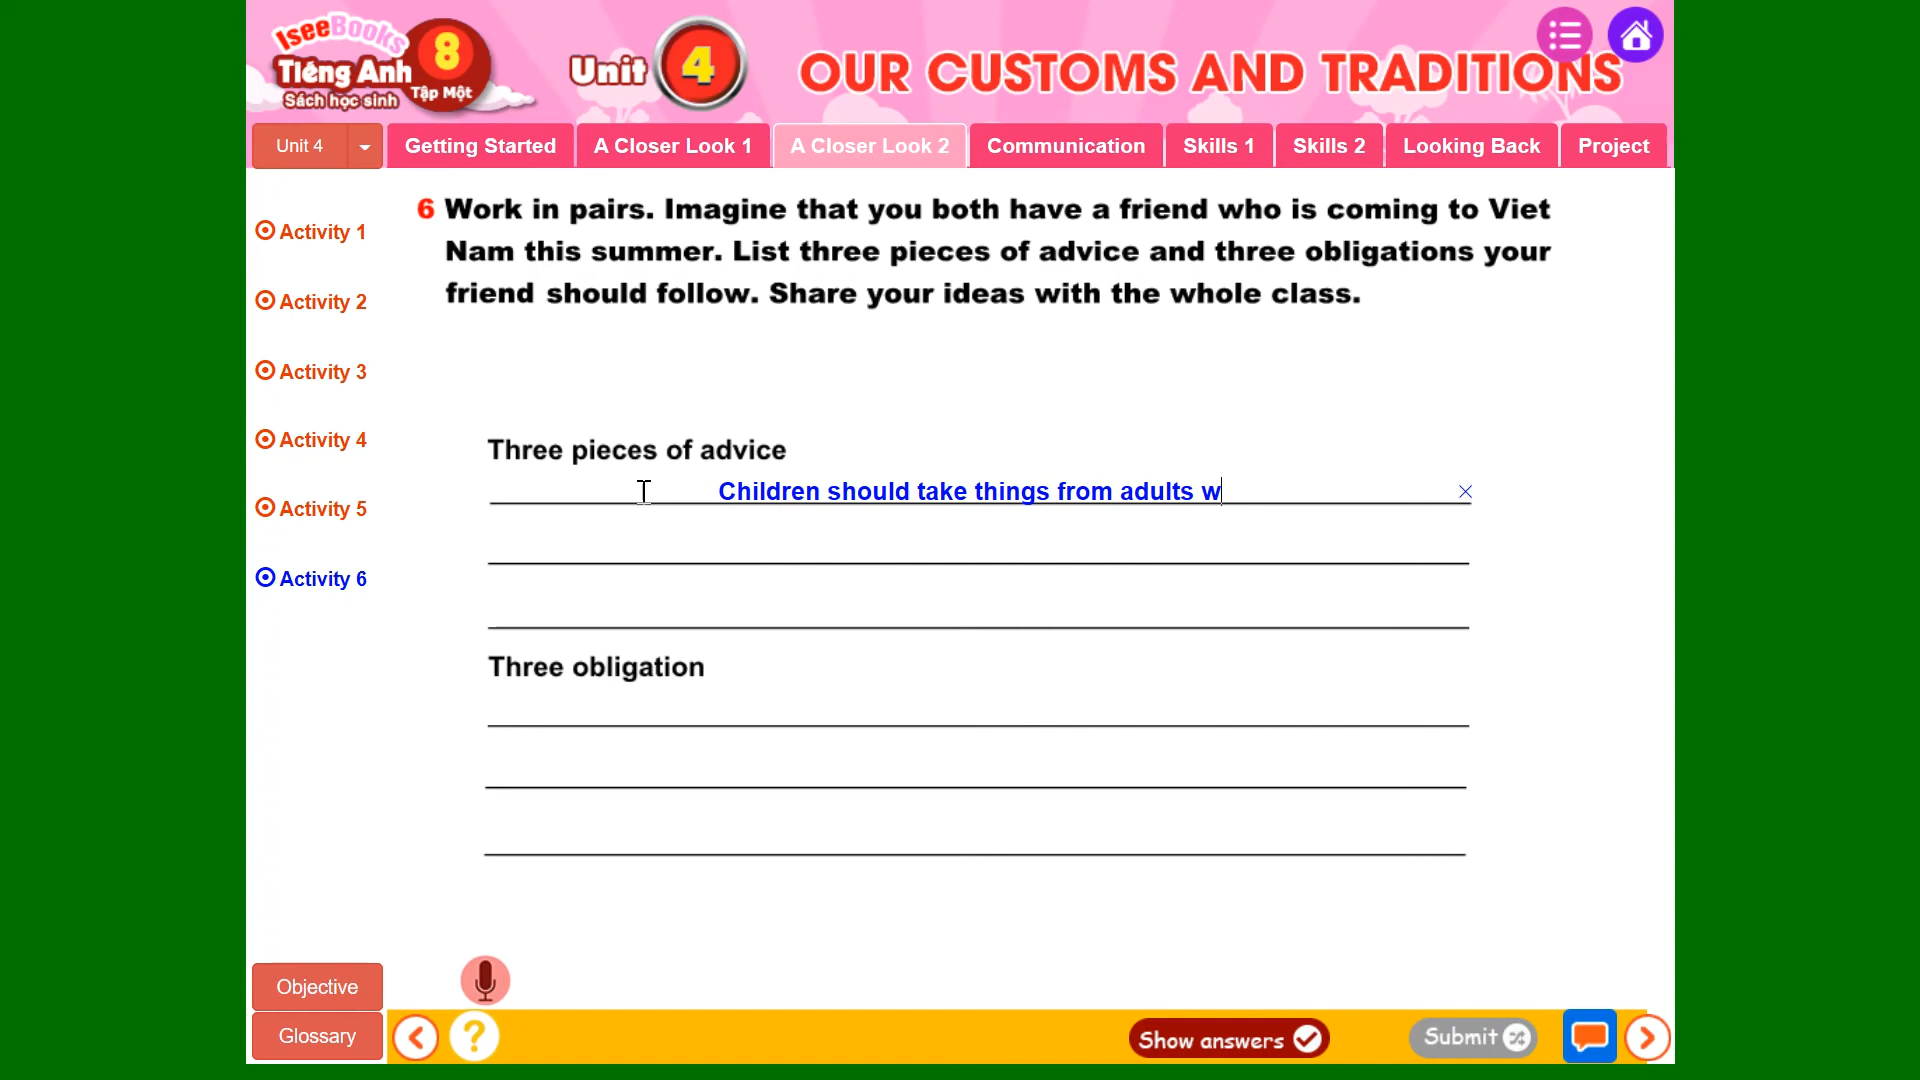 IseeBooks
Tiếng Anh 8
Sách học sinh Tập Một
Unit 4
OUR CUSTOMS AND TRADITIONS
Unit 4
Getting Started
A Closer Look 1
A Closer Look 2
Communication
Skills 1
Skills 2
Looking Back
Project
Activity 1
Activity 2
Activity 3
Activity 4
Activity 5
Activity 6
6 Work in pairs. Imagine that you both have a friend who is coming to Viet
Nam this summer. List three pieces of advice and three obligations your
friend should follow. Share your ideas with the whole class.
Three pieces of advice
Children should take things from adults w
Three obligation
Objective
Glossary
?
Show answers
Submit